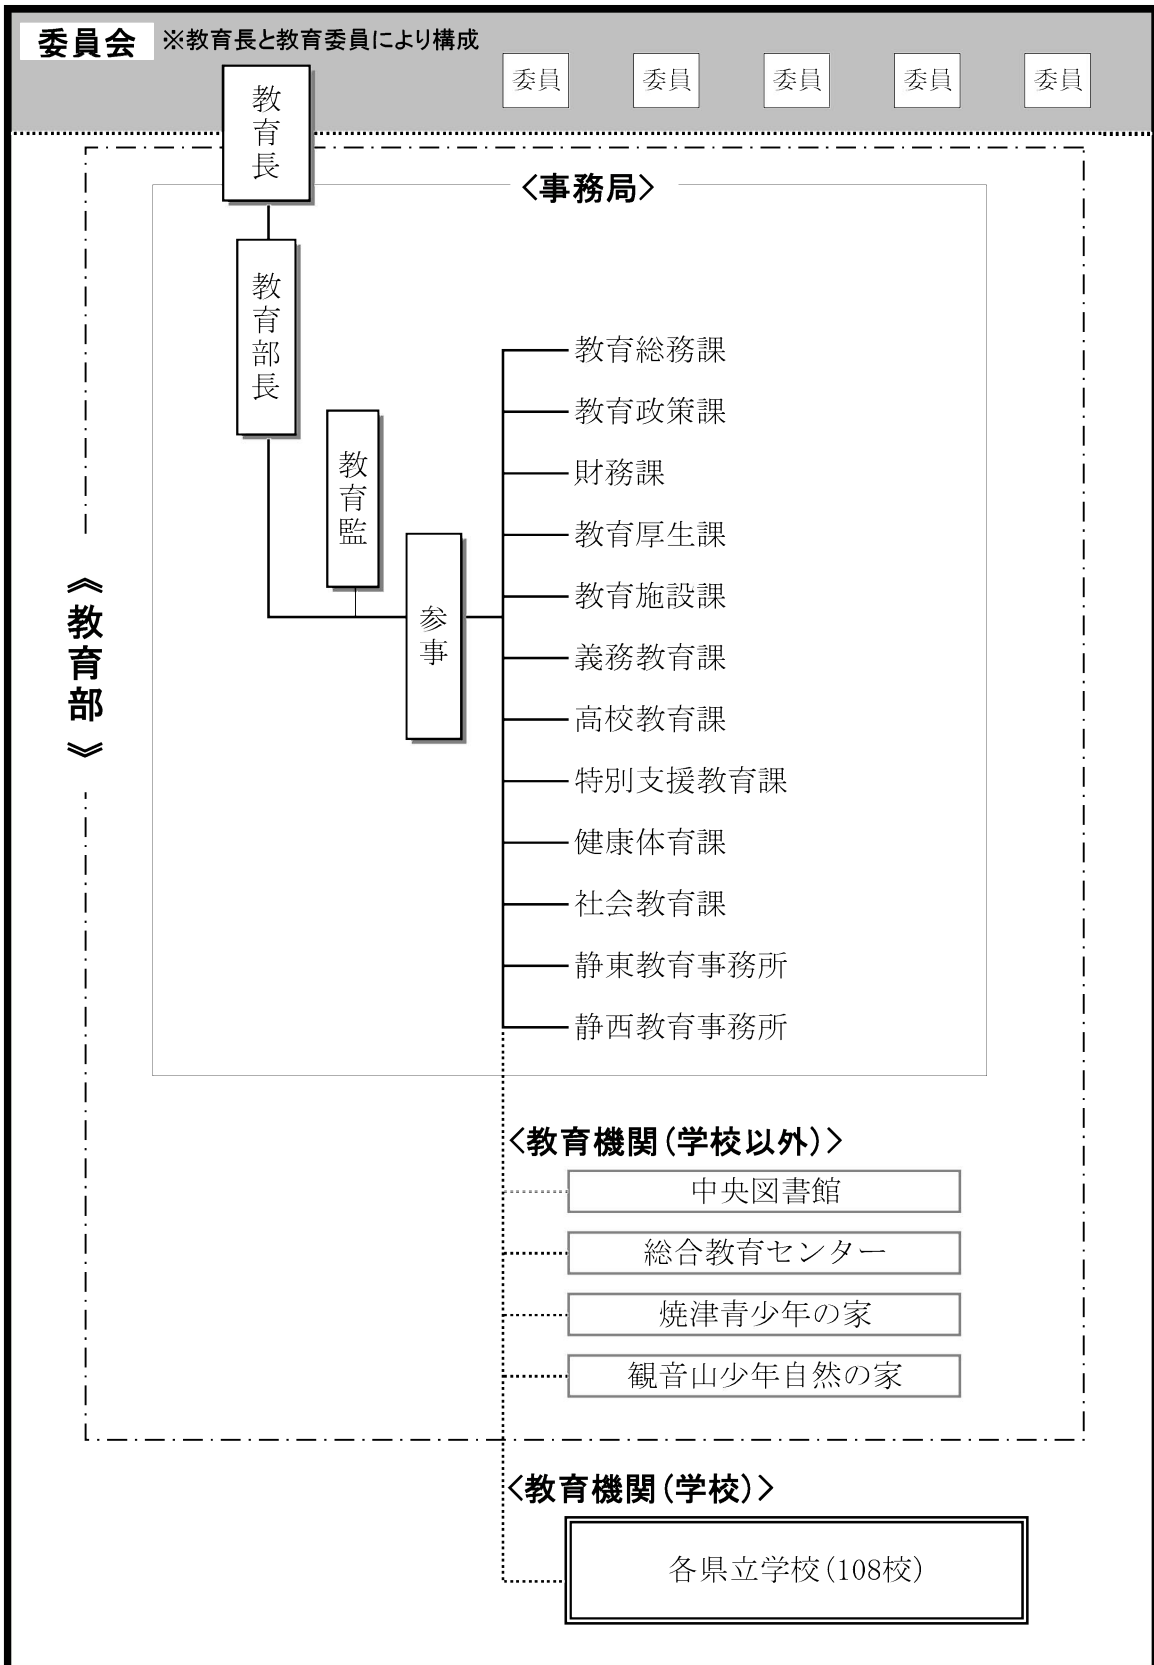 委員会 ※教育長と教育委員により構成
委員 委員 委員 委員 委員
教育長
<事務局>
教育部長
教育監
参事
教育総務課
教育政策課
財務課
教育厚生課
教育施設課
義務教育課
高校教育課
特別支援教育課
健康体育課
社会教育課
静東教育事務所
静西教育事務所
《教育部》
<教育機関(学校以外)>
中央図書館
総合教育センター
焼津青少年の家
観音山少年自然の家
<教育機関(学校)>
各県立学校(108校)